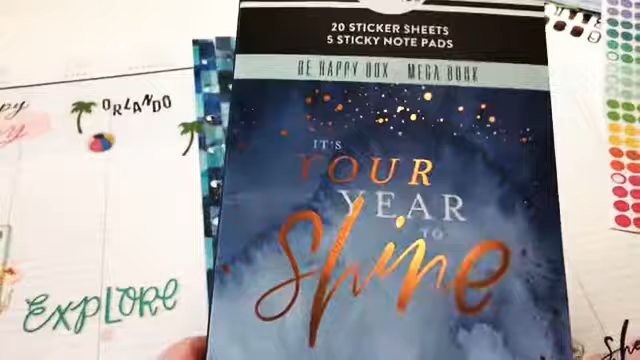 20 STICKER SHEETS
5 STICKY NOTE PADS
BE HAPPY BOX MEGA BOOK
IT'S
YOUR
YEAR
TO
Shine
ORLANDO
EXPLORE